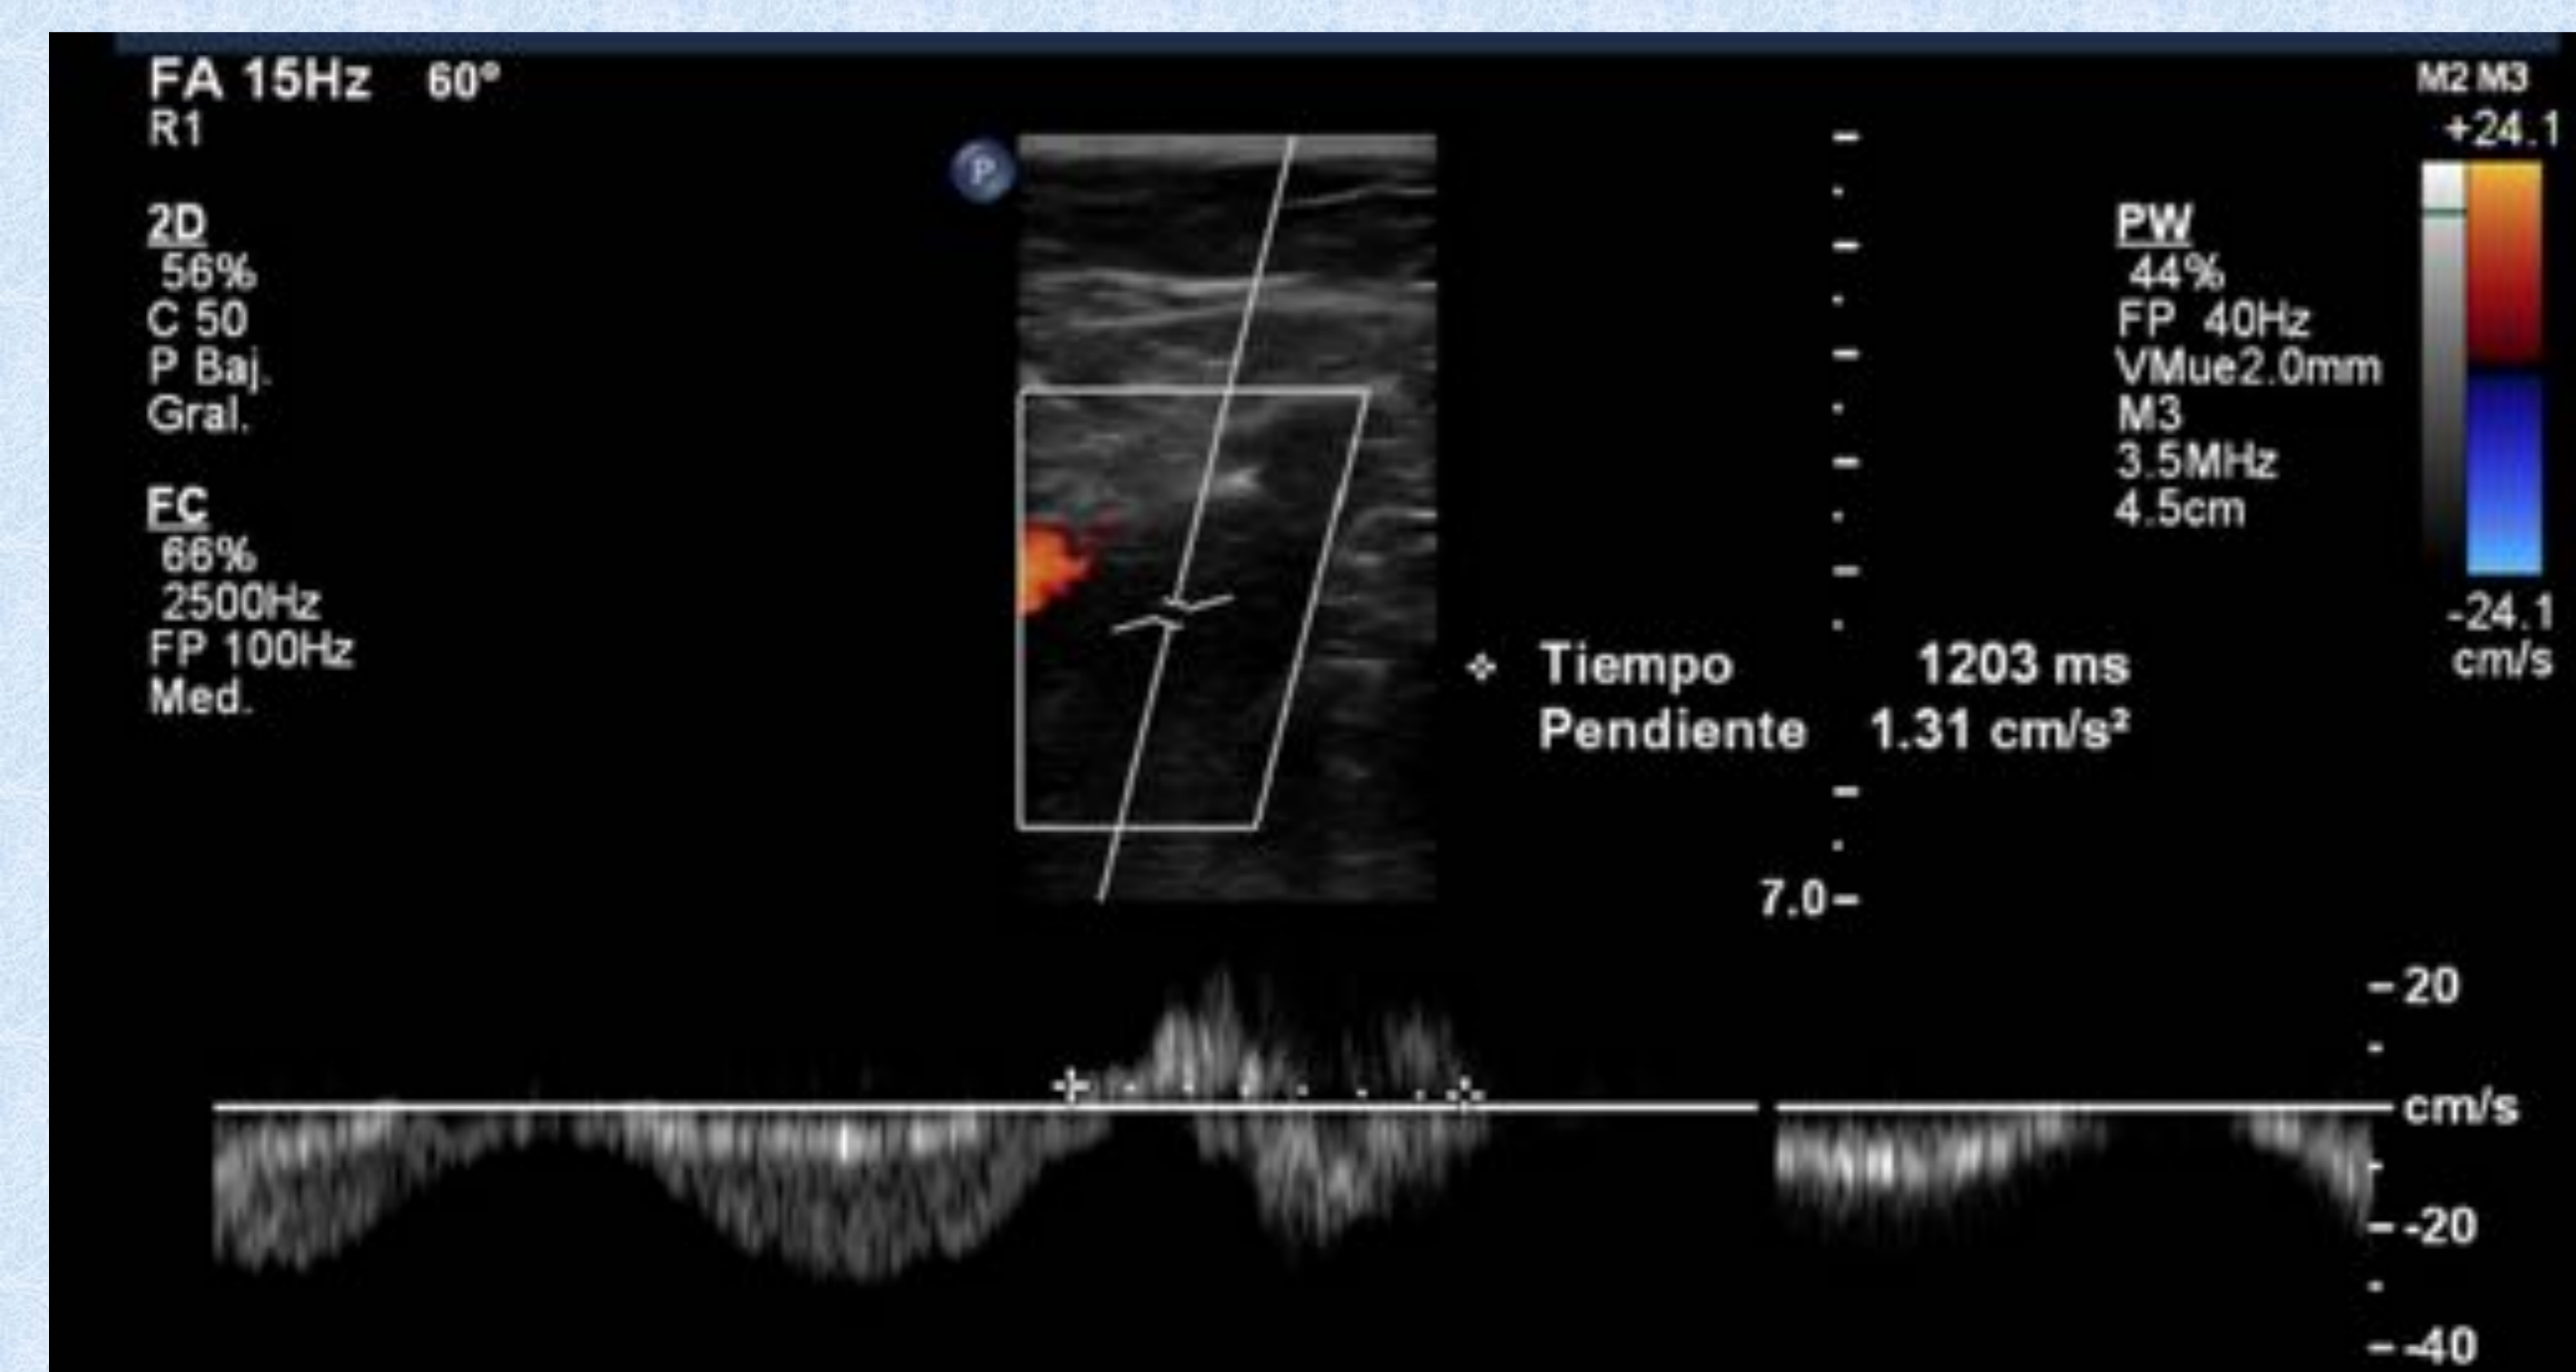 FA 15Hz 60°
R1
2D
56%
C 50
P Baj.
Gral.
FC
66%
2500Hz
FP 100Hz
Med.
P
M2 M3
+24.1
PW
44%
FP 40Hz
VMue2.0mm
M3
3.5MHz
4.5cm
-24.1
cm/s
Tiempo 1203 ms
Pendiente 1.31 cm/s²
7.0
20
cm/s
-20
-40